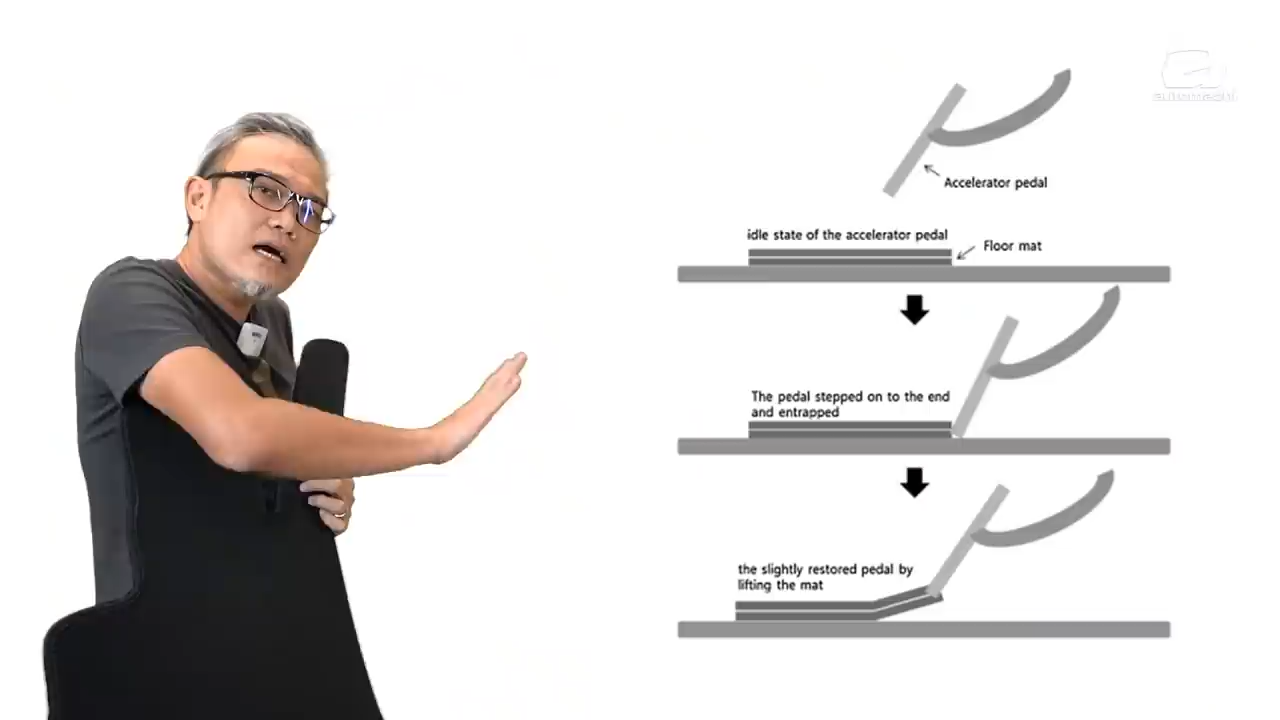 automachi
Accelerator pedal
idle state of the accelerator pedal
Floor mat
The pedal stepped on to the end
and entrapped
the slightly restored pedal by
lifting the mat